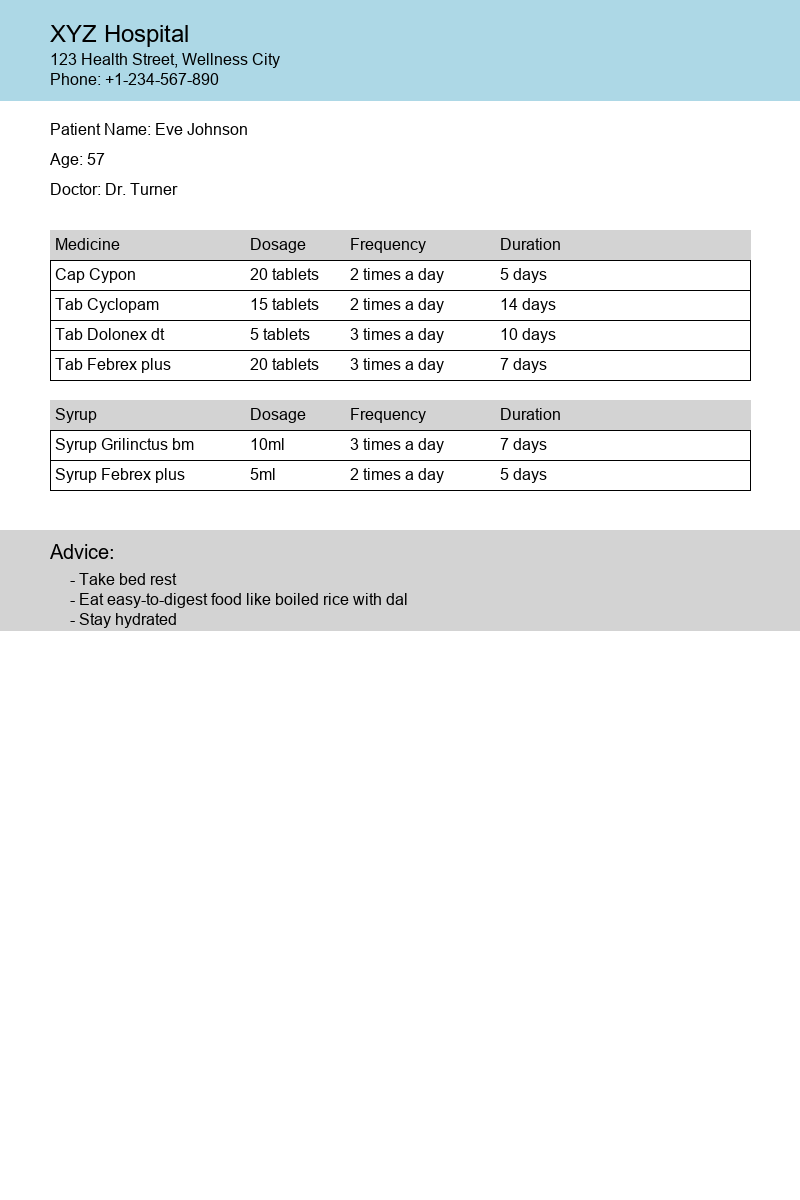 XYZ Hospital
123 Health Street, Wellness City
Phone: +1-234-567-890
Patient Name: Eve Johnson
Age: 57
Doctor: Dr. Turner
Medicine Dosage Frequency Duration
Cap Cypon 20 tablets 2 times a day 5 days
Tab Cyclopam 15 tablets 2 times a day 14 days
Tab Dolonex dt 5 tablets 3 times a day 10 days
Tab Febrex plus 20 tablets 3 times a day 7 days
Syrup Dosage Frequency Duration
Syrup Grilinctus bm 10ml 3 times a day 7 days
Syrup Febrex plus 5ml 2 times a day 5 days
Advice:
- Take bed rest
- Eat easy-to-digest food like boiled rice with dal
- Stay hydrated